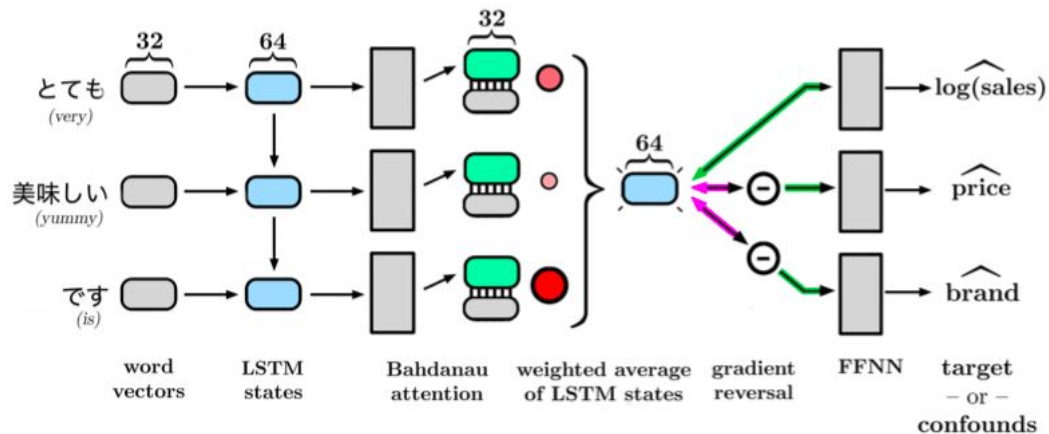 32
64
32
とても
(very)
log(sales)
64
美味しい
(yummy)
−
price
−
です
(is)
brand
word
vectors
LSTM
states
Bahdanau
attention
weighted average
of LSTM states
gradient
reversal
FFNN
target
– or –
confounds